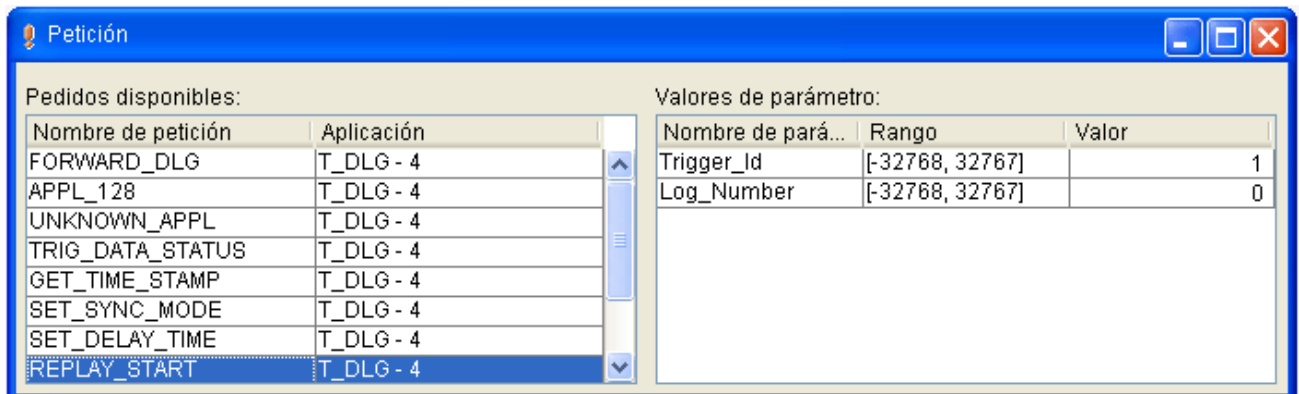 Petición
Pedidos disponibles:
Nombre de petición Aplicación
FORWARD_DLG T_DLG - 4
APPL_128 T_DLG - 4
UNKNOWN_APPL T_DLG - 4
TRIG_DATA_STATUS T_DLG - 4
GET_TIME_STAMP T_DLG - 4
SET_SYNC_MODE T_DLG - 4
SET_DELAY_TIME T_DLG - 4
REPLAY_START T_DLG - 4
Valores de parámetro:
Nombre de pará... Rango Valor
Trigger_Id [-32768, 32767] 1
Log_Number [-32768, 32767] 0